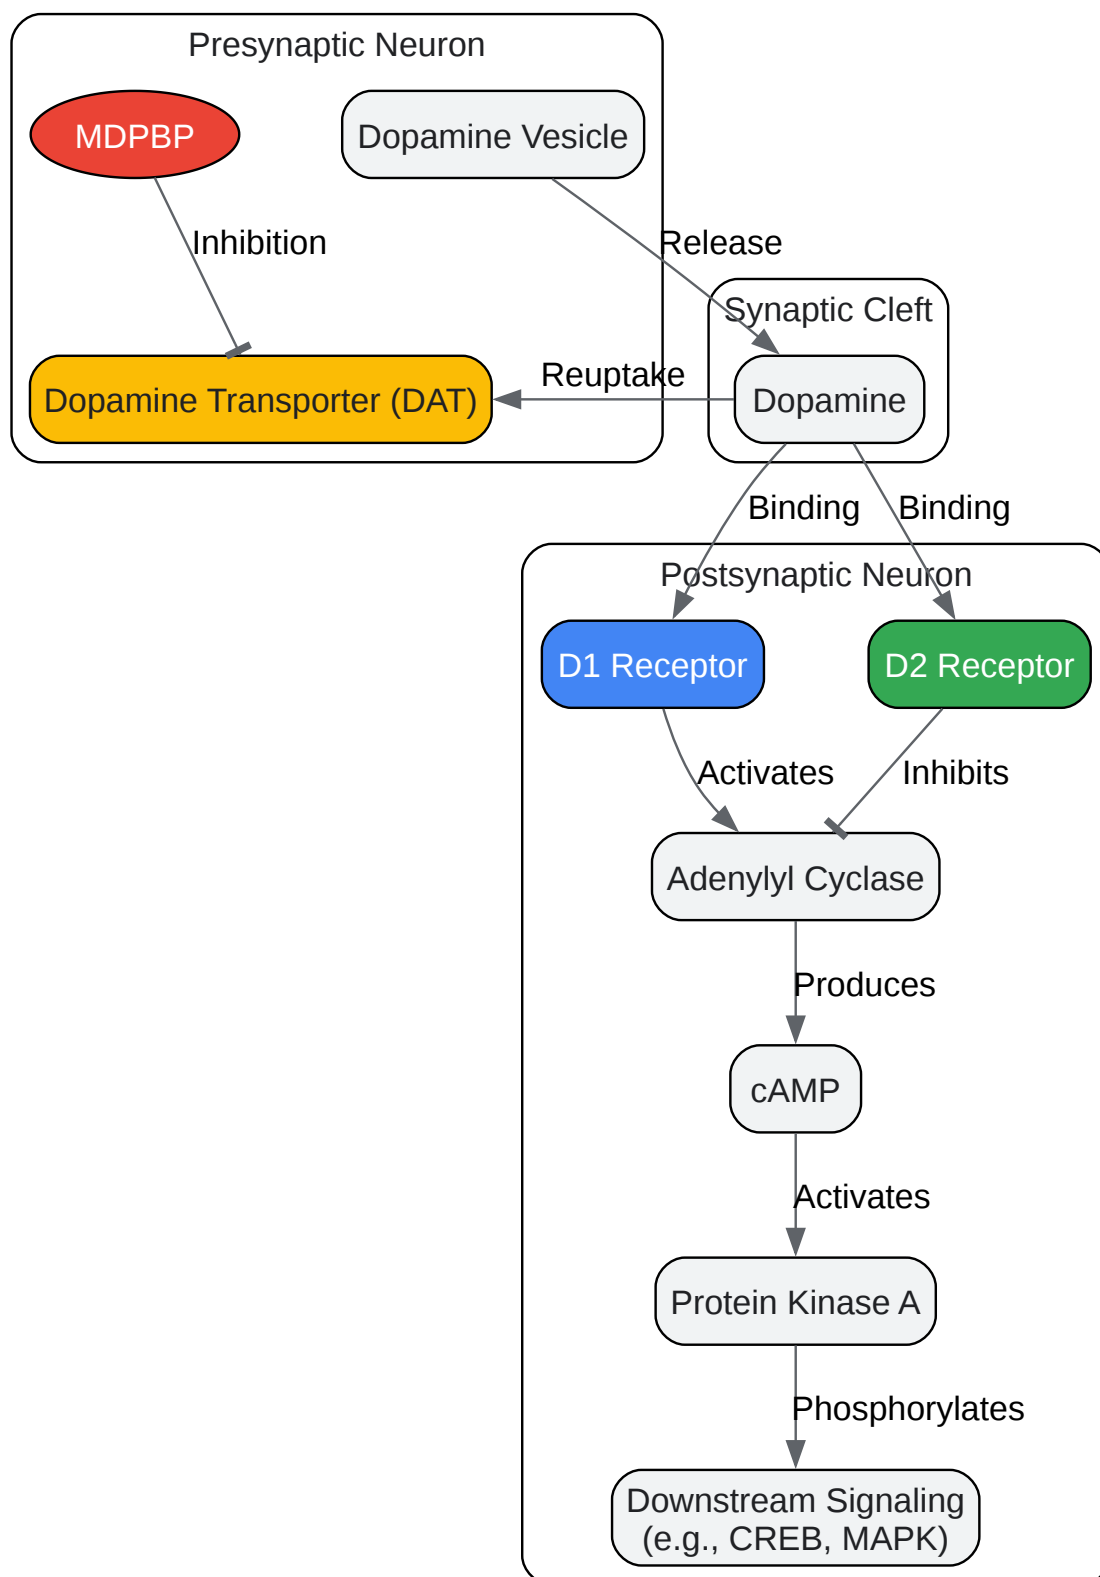 Presynaptic Neuron
MDPBP
Dopamine Vesicle
Inhibition
Release
Synaptic Cleft
Reuptake
Dopamine Transporter (DAT)
Dopamine
Binding
Binding
Postsynaptic Neuron
D1 Receptor
D2 Receptor
Activates
Inhibits
Adenylyl Cyclase
Produces
cAMP
Activates
Protein Kinase A
Phosphorylates
Downstream Signaling
(e.g., CREB, MAPK)